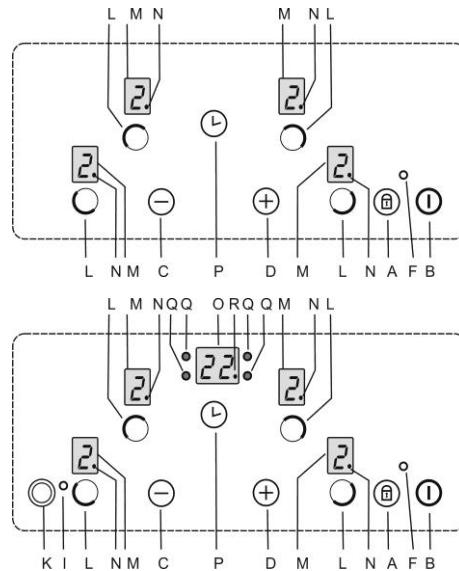 L M N M N L
2. 2.
2. 2.
L N M C P D M L N A F B
L M N Q Q O R Q Q M N L
22.
2. 2.
2. 2.
K I L N M C P D M L N A F B